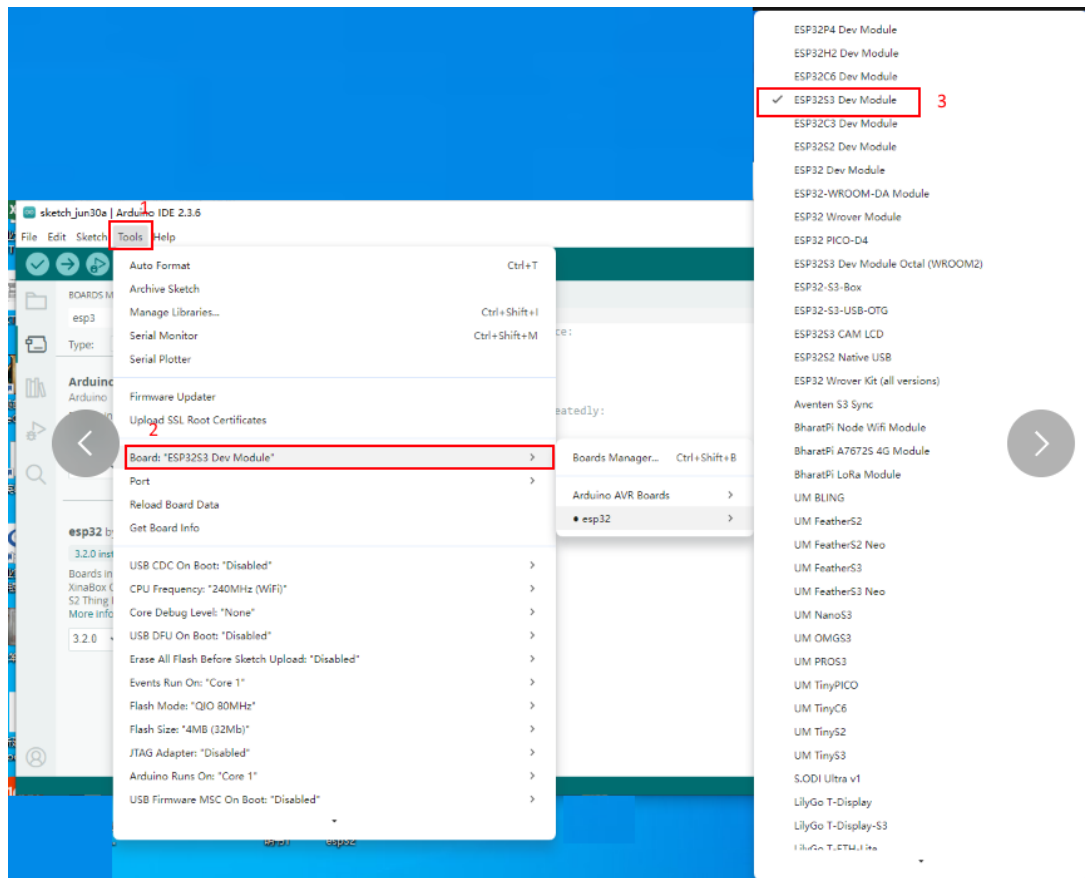 sketch_jun30a | Arduino IDE 2.3.6
1
File Edit Sketch Tools Help
BOARDS M
esp3
Type:
Arduino
Arduino
esp32 by
3.2.0 inst
Boards in
XinaBox
S2 Thing
More info
3.2.0
Auto Format Ctrl+T
Archive Sketch
Manage Libraries... Ctrl+Shift+I
Serial Monitor Ctrl+Shift+M
Serial Plotter
Firmware Updater
Upload SSL Root Certificates
2
Board: "ESP32S3 Dev Module"
Port
Reload Board Data
Get Board Info
USB CDC On Boot: "Disabled"
CPU Frequency: "240MHz (WiFi)"
Core Debug Level: "None"
USB DFU On Boot: "Disabled"
Erase All Flash Before Sketch Upload: "Disabled"
Events Run On: "Core 1"
Flash Mode: "QIO 80MHz"
Flash Size: "4MB (32Mb)"
JTAG Adapter: "Disabled"
Arduino Runs On: "Core 1"
USB Firmware MSC On Boot: "Disabled"
ce:
eatedly:
Boards Manager... Ctrl+Shift+B
Arduino AVR Boards
esp32
ESP32P4 Dev Module
ESP32H2 Dev Module
ESP32C6 Dev Module
ESP32S3 Dev Module 3
ESP32C3 Dev Module
ESP32S2 Dev Module
ESP32 Dev Module
ESP32-WROOM-DA Module
ESP32 Wrover Module
ESP32 PICO-D4
ESP32S3 Dev Module Octal (WROOM2)
ESP32-S3-Box
ESP32-S3-USB-OTG
ESP32S3 CAM LCD
ESP32S2 Native USB
ESP32 Wrover Kit (all versions)
Aventen S3 Sync
BharatPi Node Wifi Module
BharatPi A7672S 4G Module
BharatPi LoRa Module
UM BLING
UM FeatherS2
UM FeatherS2 Neo
UM FeatherS3
UM FeatherS3 Neo
UM NanoS3
UM OMGS3
UM PROS3
UM TinyPICO
UM TinyC6
UM TinyS2
UM TinyS3
S.ODI Ultra v1
LilyGo T-Display
LilyGo T-Display-S3
LilyGo T-ETH-Lite
esp32